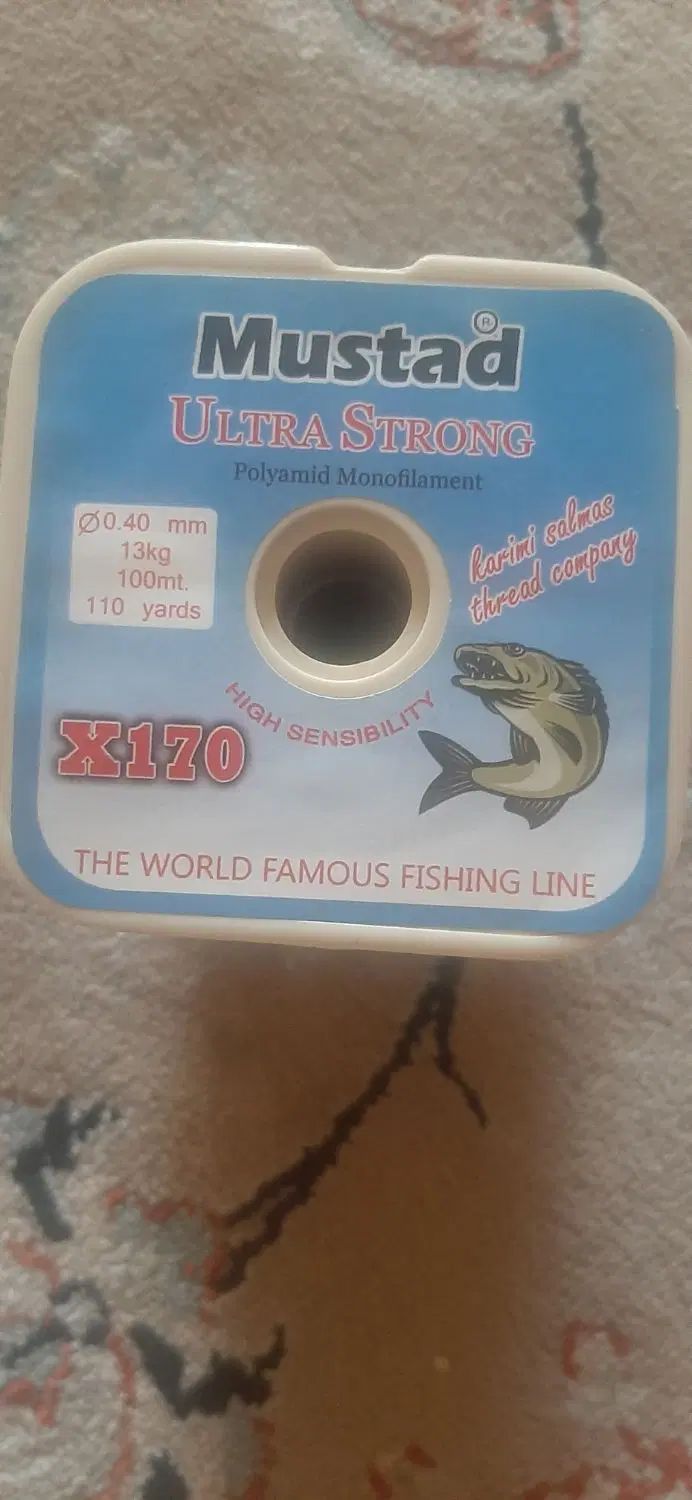 Mustad®
ULTRA STRONG
Polyamid Monofilament
Ø0.40 mm
13kg
100mt.
110 yards
karimi salmas
thread company
HIGH SENSIBILITY
X170
THE WORLD FAMOUS FISHING LINE